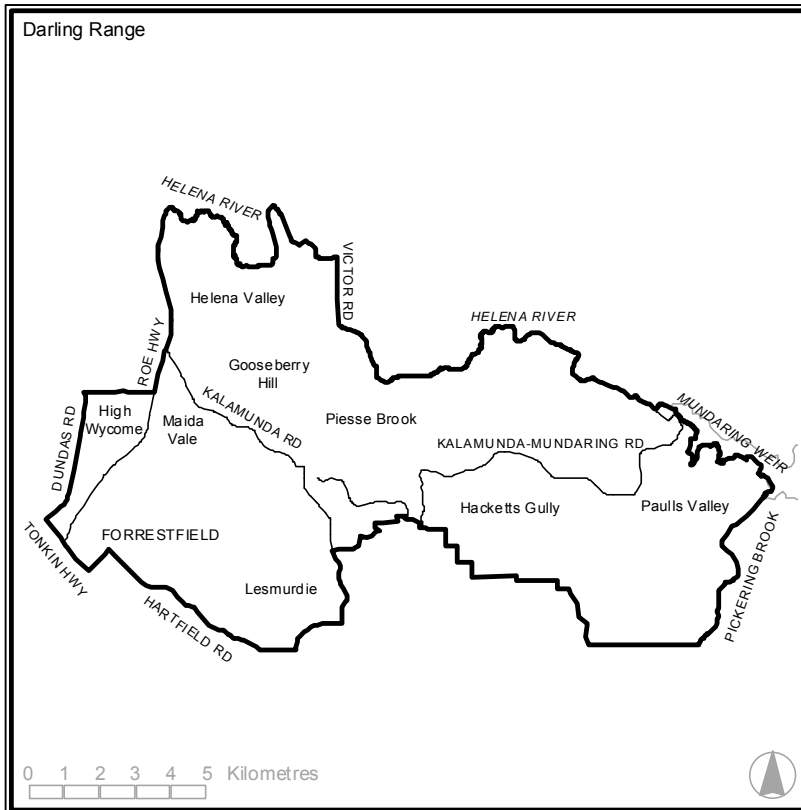 Darling Range
HELENA RIVER
VICTOR RD
Helena Valley
HELENA RIVER
ROE HWY
Gooseberry
Hill
KALAMUNDA RD
High
Wycome
Maida
Vale
Piesse Brook
MUNDARING WEIR
DUNDAS RD
KALAMUNDA-MUNDARING RD
Hacketts Gully
Paulls Valley
TONKIN HWY
FORRESTFIELD
PICKERING BROOK
Lesmurdie
HARTFIELD RD
0 1 2 3 4 5 Kilometres